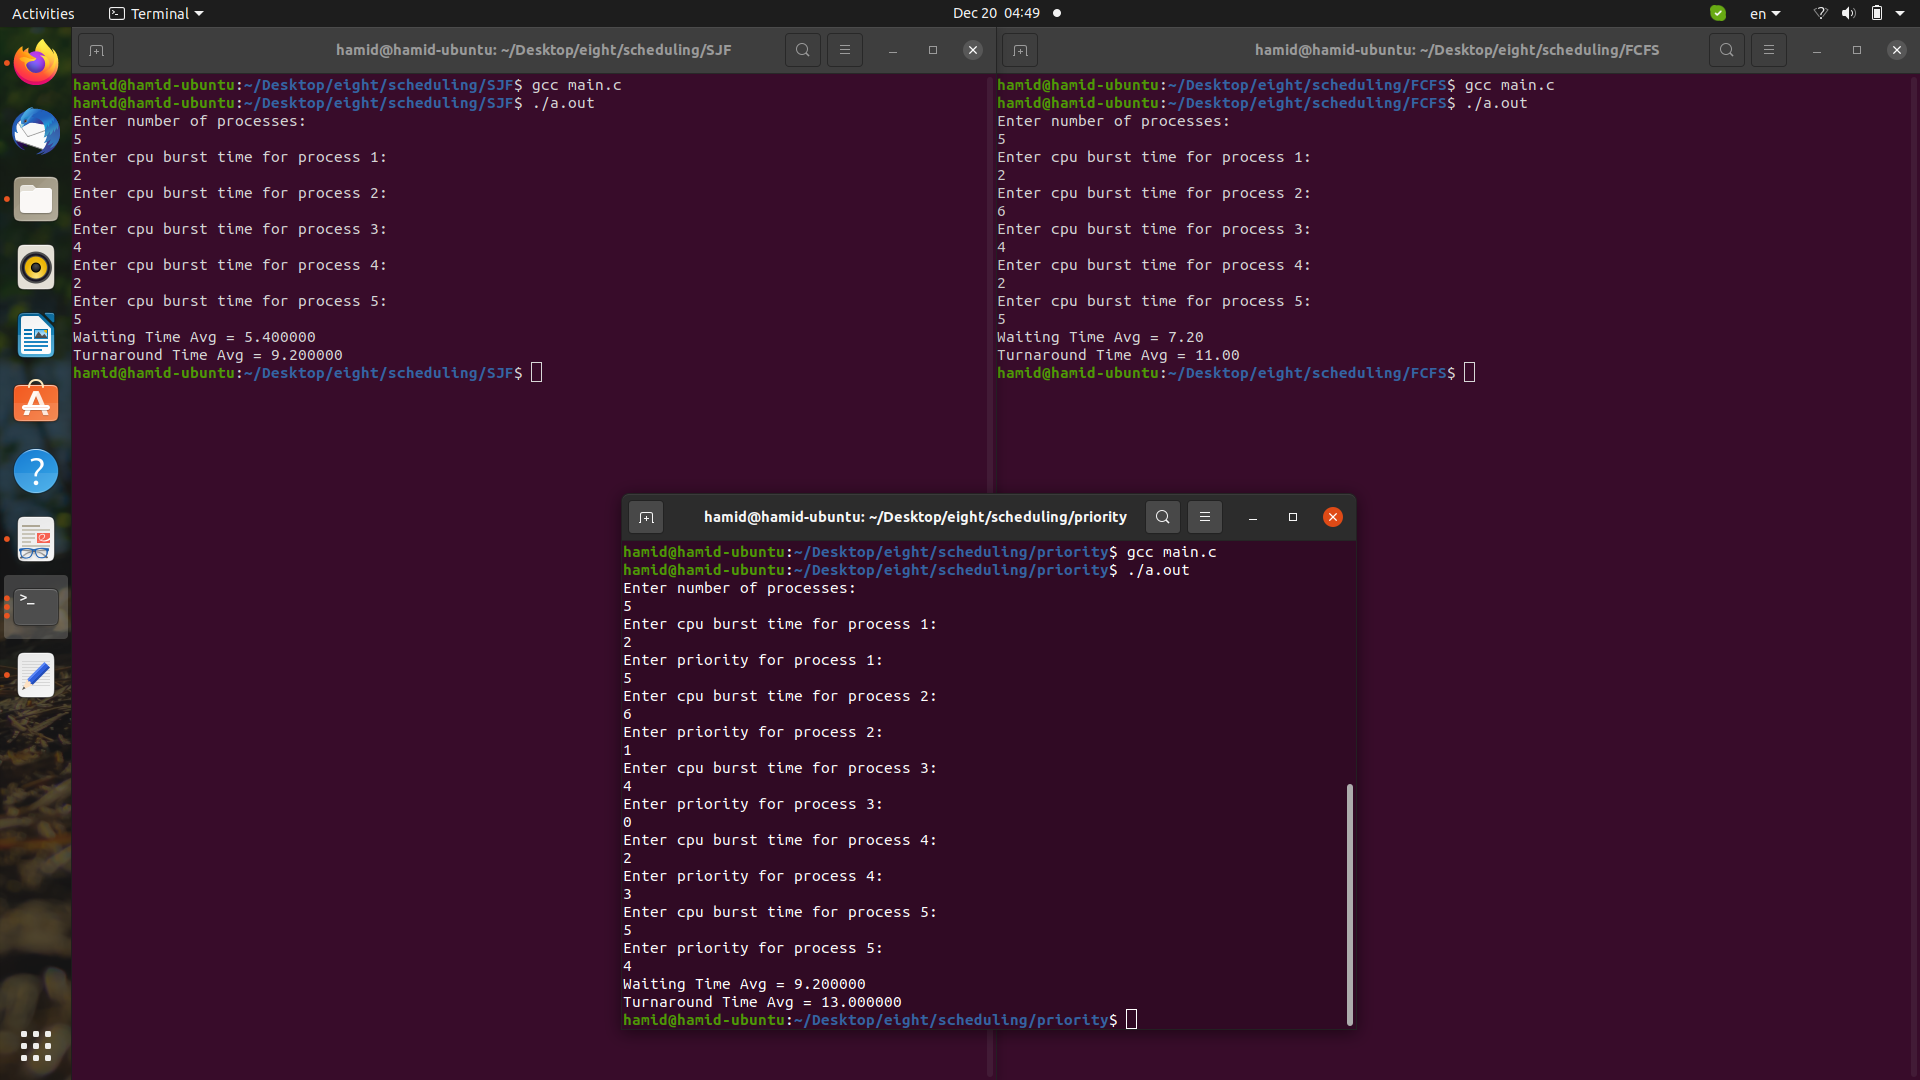 Activities
Terminal
Dec 20 04:49
en
hamid@hamid-ubuntu: ~/Desktop/eight/scheduling/SJF
hamid@hamid-ubuntu:~/Desktop/eight/scheduling/SJF$ gcc main.c
hamid@hamid-ubuntu:~/Desktop/eight/scheduling/SJF$ ./a.out
Enter number of processes:
5
Enter cpu burst time for process 1:
2
Enter cpu burst time for process 2:
6
Enter cpu burst time for process 3:
4
Enter cpu burst time for process 4:
2
Enter cpu burst time for process 5:
5
Waiting Time Avg = 5.400000
Turnaround Time Avg = 9.200000
hamid@hamid-ubuntu:~/Desktop/eight/scheduling/SJF$
hamid@hamid-ubuntu: ~/Desktop/eight/scheduling/FCFS
hamid@hamid-ubuntu:~/Desktop/eight/scheduling/FCFS$ gcc main.c
hamid@hamid-ubuntu:~/Desktop/eight/scheduling/FCFS$ ./a.out
Enter number of processes:
5
Enter cpu burst time for process 1:
2
Enter cpu burst time for process 2:
6
Enter cpu burst time for process 3:
4
Enter cpu burst time for process 4:
2
Enter cpu burst time for process 5:
5
Waiting Time Avg = 7.20
Turnaround Time Avg = 11.00
hamid@hamid-ubuntu:~/Desktop/eight/scheduling/FCFS$
hamid@hamid-ubuntu: ~/Desktop/eight/scheduling/priority
hamid@hamid-ubuntu:~/Desktop/eight/scheduling/priority$ gcc main.c
hamid@hamid-ubuntu:~/Desktop/eight/scheduling/priority$ ./a.out
Enter number of processes:
5
Enter cpu burst time for process 1:
2
Enter priority for process 1:
5
Enter cpu burst time for process 2:
6
Enter priority for process 2:
1
Enter cpu burst time for process 3:
4
Enter priority for process 3:
0
Enter cpu burst time for process 4:
2
Enter priority for process 4:
3
Enter cpu burst time for process 5:
5
Enter priority for process 5:
4
Waiting Time Avg = 9.200000
Turnaround Time Avg = 13.000000
hamid@hamid-ubuntu:~/Desktop/eight/scheduling/priority$